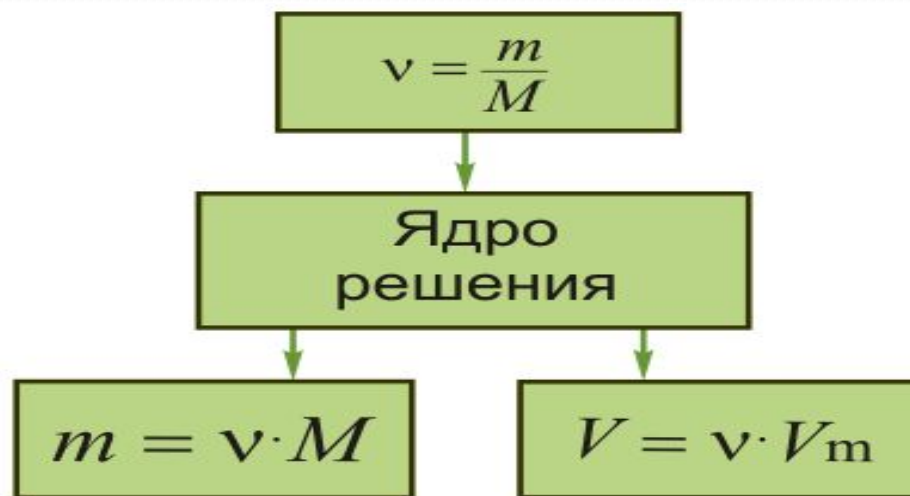 ν = m/M
Ядро
решения
m = ν · M
V = ν · Vm